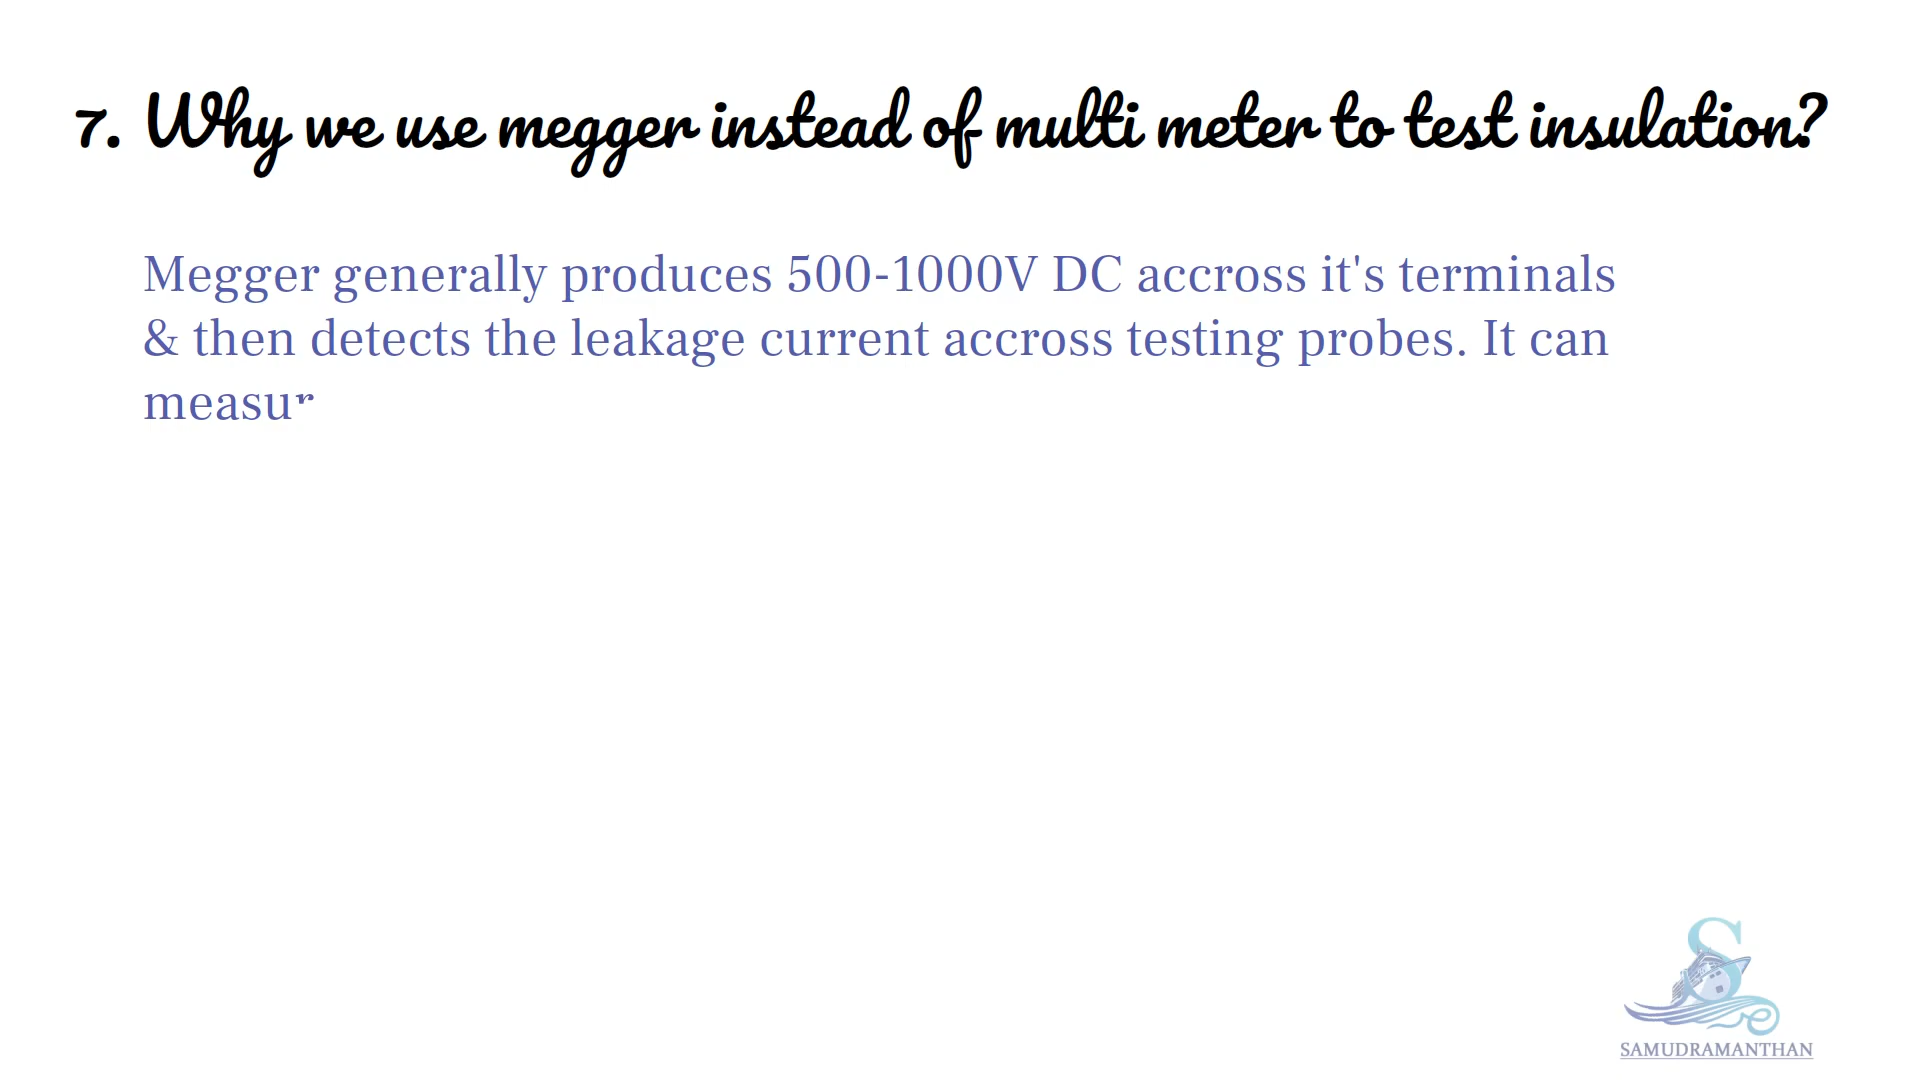 7. Why we use megger instead of multi meter to test insulation?
Megger generally produces 500-1000V DC accross it's terminals
& then detects the leakage current accross testing probes. It can
measur
SAMUDRAMANTHAN